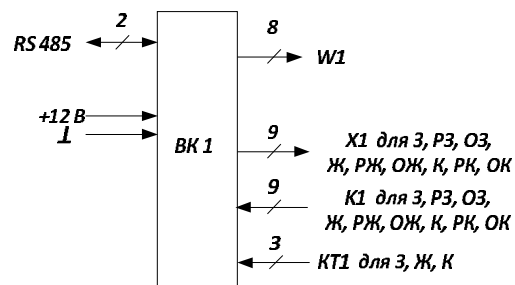 2
RS 485
8
W1
+12 В
⊥
ВК 1
9
X1 для З, РЗ, ОЗ,
Ж, РЖ, ОЖ, К, РК, ОК
9
К1 для З, РЗ, ОЗ,
Ж, РЖ, ОЖ, К, РК, ОК
3
КТ1 для З, Ж, К